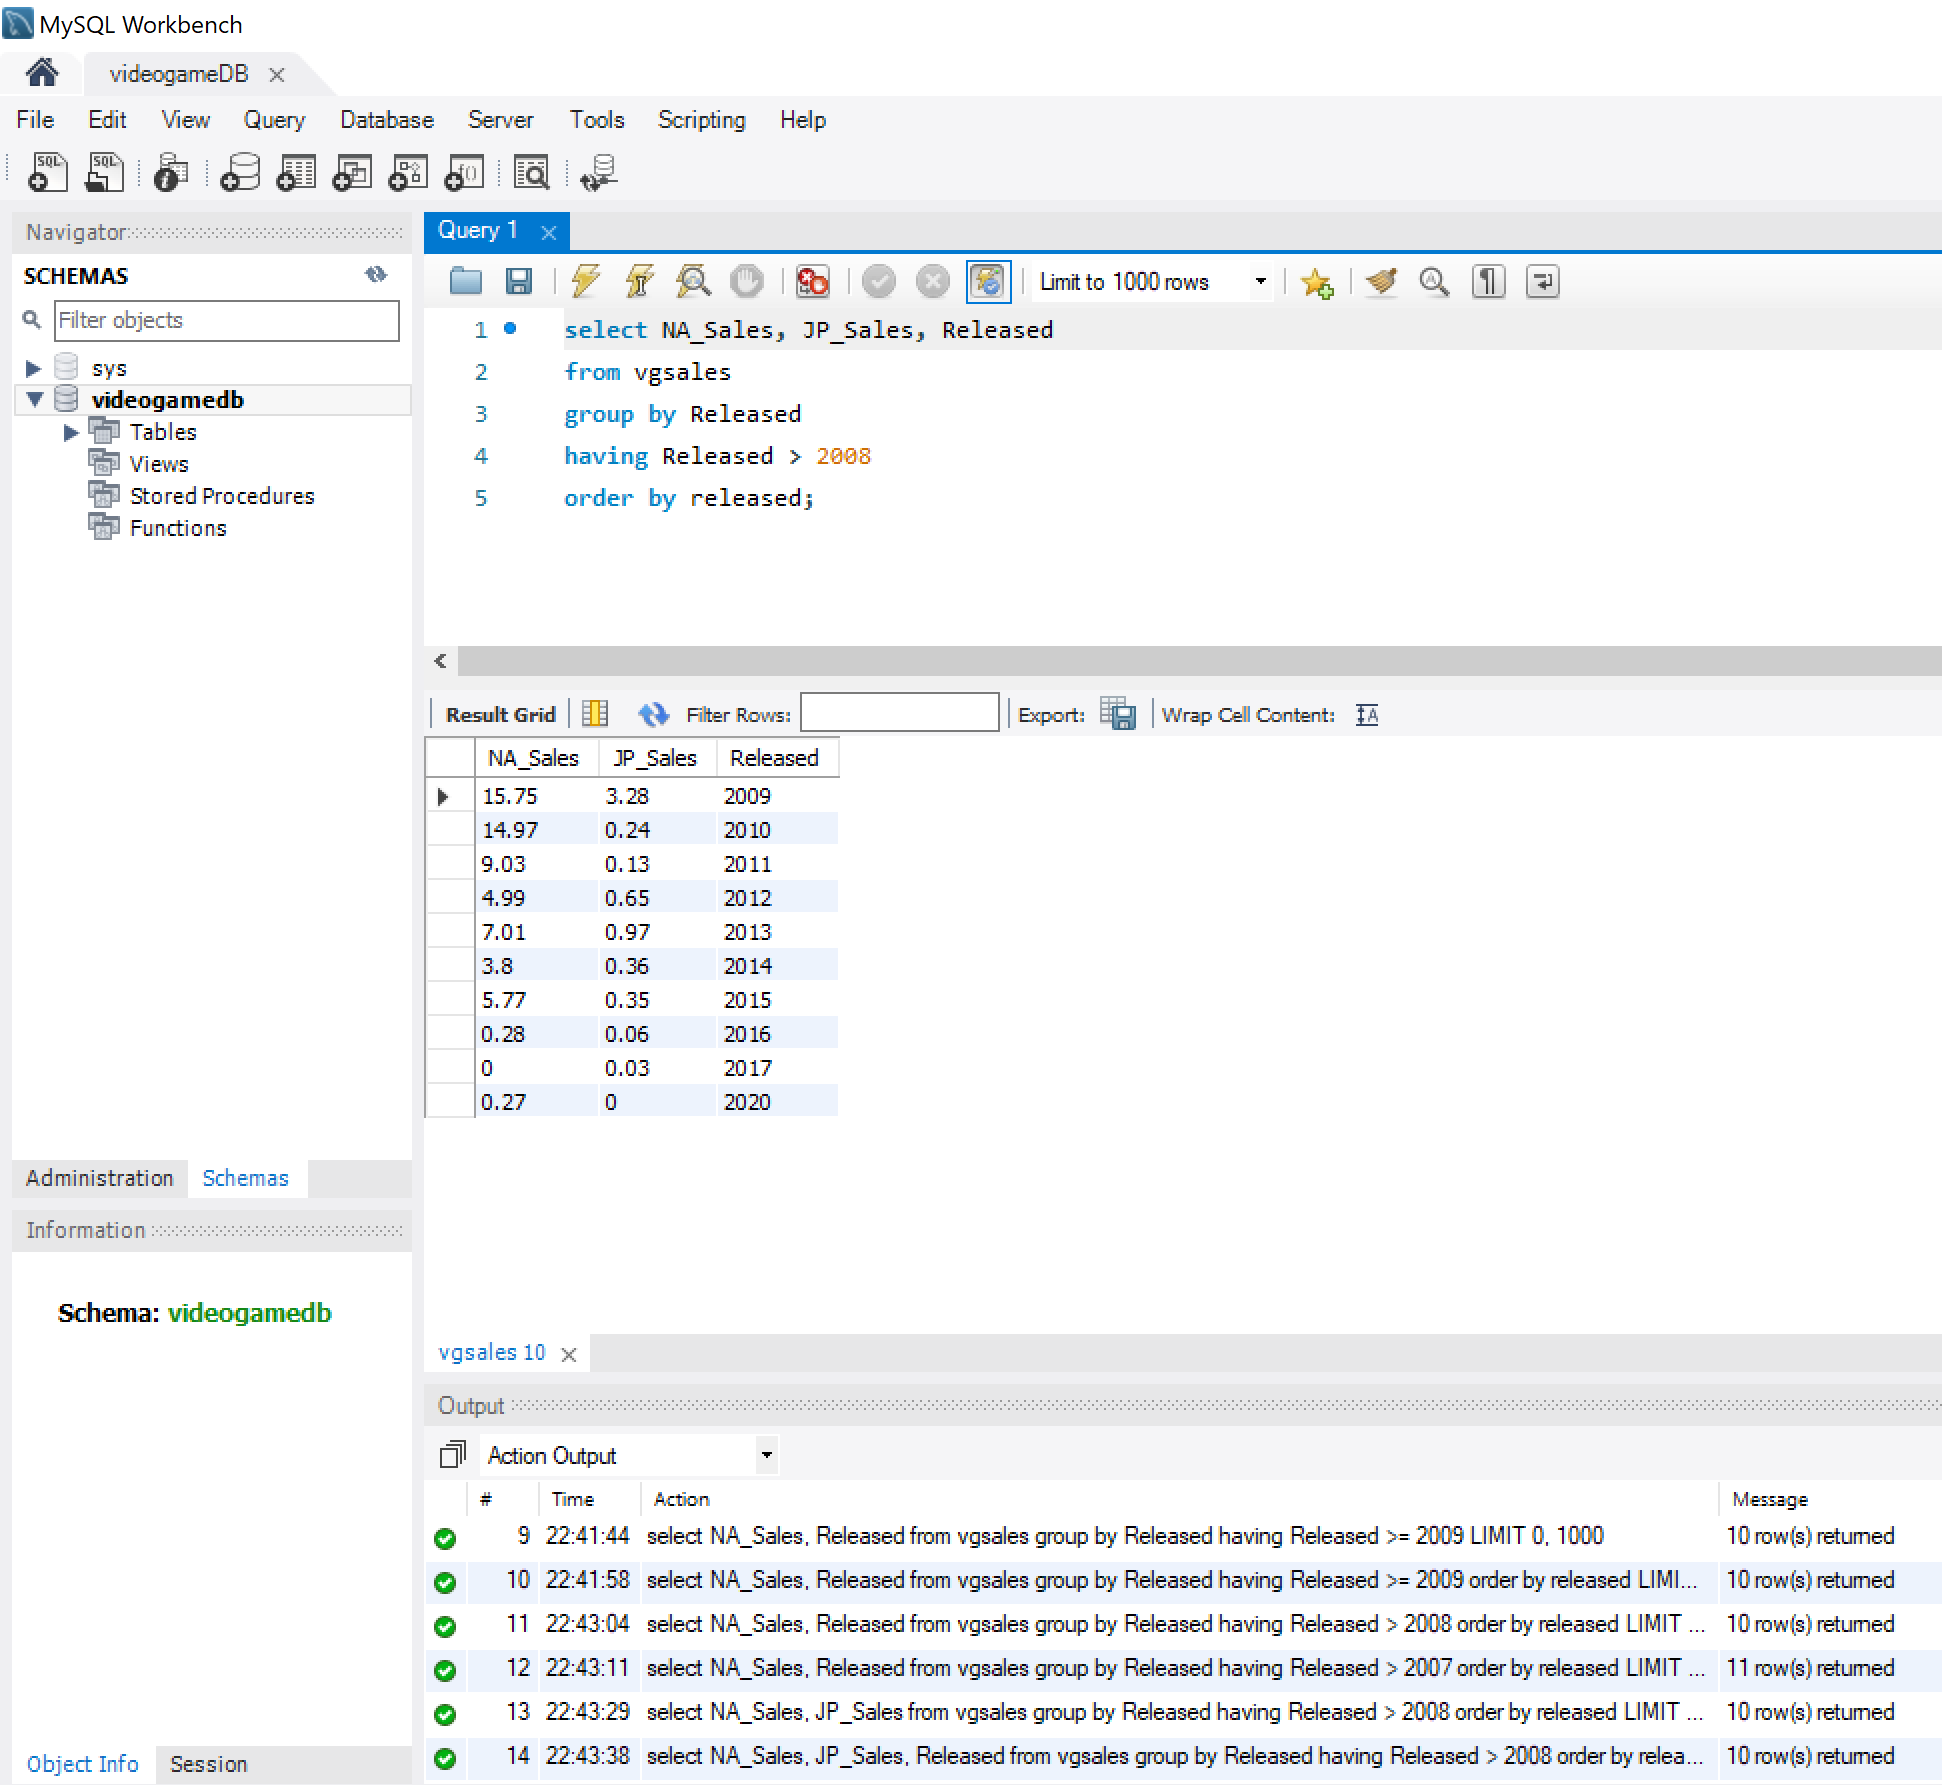 MySQL Workbench
videogameDB
File Edit View Query Database Server Tools Scripting Help
SQL SQL f()
Navigator
SCHEMAS
Filter objects
sys
videogamedb
Tables
Views
Stored Procedures
Functions
Administration Schemas
Information
Schema: videogamedb
Object Info Session
Query 1
Limit to 1000 rows
1 select NA_Sales, JP_Sales, Released
2 from vgsales
3 group by Released
4 having Released > 2008
5 order by released;
Result Grid Filter Rows: Export: Wrap Cell Content:
NA_Sales JP_Sales Released
15.75 3.28 2009
14.97 0.24 2010
9.03 0.13 2011
4.99 0.65 2012
7.01 0.97 2013
3.8 0.36 2014
5.77 0.35 2015
0.28 0.06 2016
0 0.03 2017
0.27 0 2020
vgsales 10
Output
Action Output
# Time Action Message
9 22:41:44 select NA_Sales, Released from vgsales group by Released having Released >= 2009 LIMIT 0, 1000 10 row(s) returned
10 22:41:58 select NA_Sales, Released from vgsales group by Released having Released >= 2009 order by released LIMI... 10 row(s) returned
11 22:43:04 select NA_Sales, Released from vgsales group by Released having Released > 2008 order by released LIMIT ... 10 row(s) returned
12 22:43:11 select NA_Sales, Released from vgsales group by Released having Released > 2007 order by released LIMIT ... 11 row(s) returned
13 22:43:29 select NA_Sales, JP_Sales from vgsales group by Released having Released > 2008 order by released LIMIT ... 10 row(s) returned
14 22:43:38 select NA_Sales, JP_Sales, Released from vgsales group by Released having Released > 2008 order by relea... 10 row(s) returned